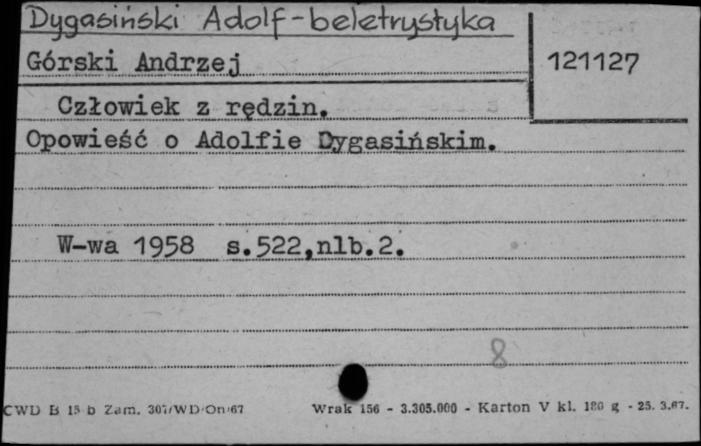 Dygasiński Adolf-beletrystyka
Górski Andrzej
121127
Człowiek z rędzin.
Opowieść o Adolfie Dygasińskim.
W-wa 1958 s.522,nlb.2.
8
CWD B 15 b Zam. 307/WD/On/67 Wrak 156 - 3.305.000 - Karton V kl. 180 g - 25. 3.67.